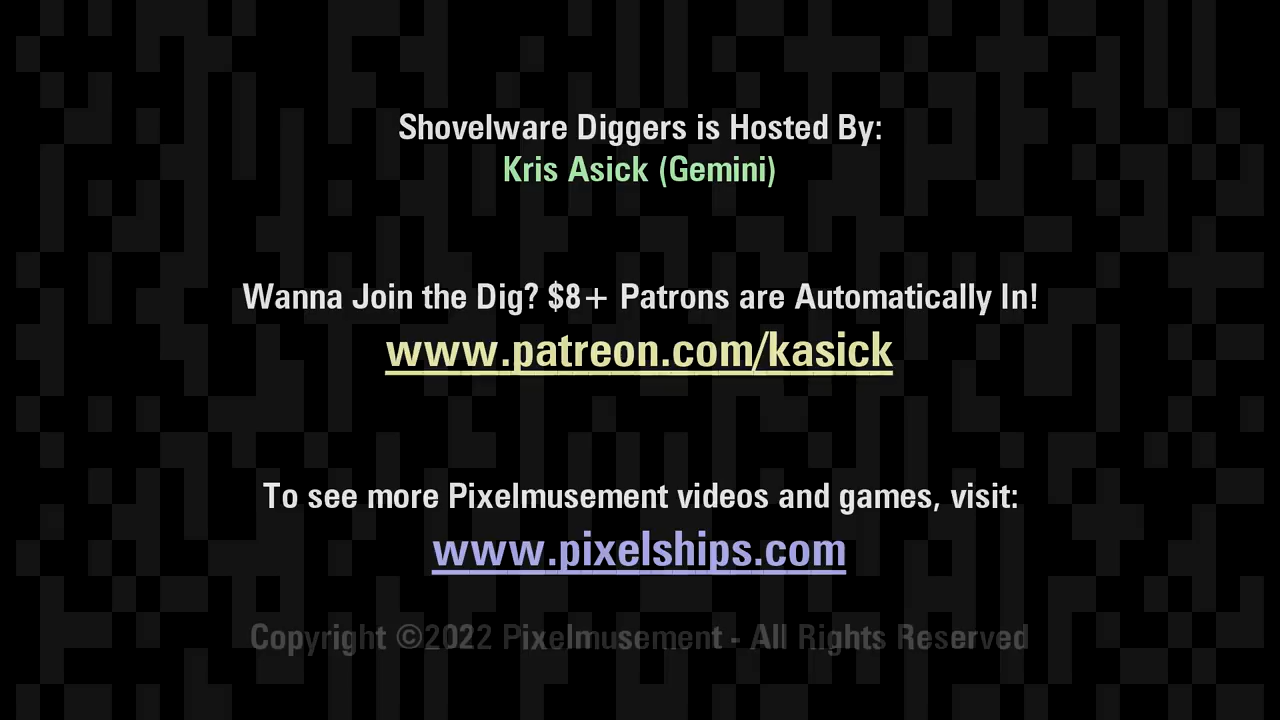 Shovelware Diggers is Hosted By:
Kris Asick (Gemini)
Wanna Join the Dig? $8+ Patrons are Automatically In!
www.patreon.com/kasick
To see more Pixelmusement videos and games, visit:
www.pixelships.com
Copyright ©2022 Pixelmusement - All Rights Reserved